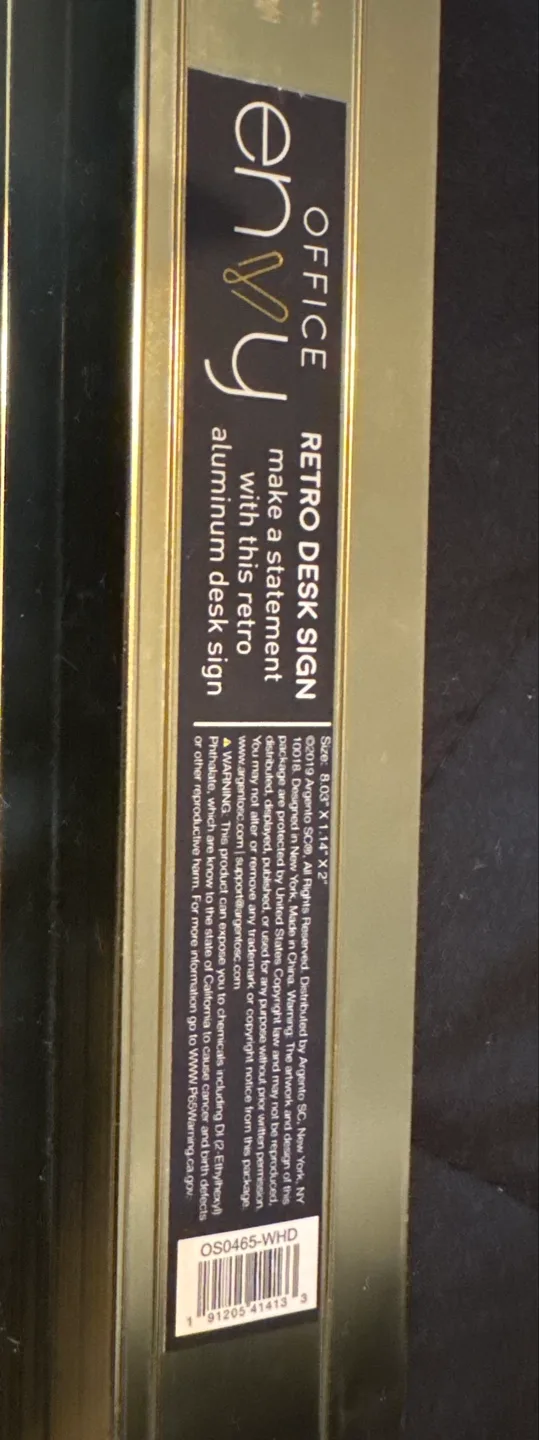 OFFICE
envy
RETRO DESK SIGN
make a statement
with this retro
aluminum desk sign
Size: 8.03" X 1.14" X 2"
©2019 Argento SC®, All Rights Reserved. Distributed by Argento SC, New York, NY
10018. Designed in New York, Made in China. Warning: The artwork and design of this
package are protected by United States Copyright law and may not be reproduced,
distributed, displayed, published, or used for any purpose without prior written permission.
You may not alter or remove any trademark or copyright notice from this package.
www.argentosc.com | support@argentosc.com
⚠ WARNING: This product can expose you to chemicals including Di (2-Ethylhexyl)
Phthalate, which are know to the state of California to cause cancer and birth defects
or other reproductive harm. For more information go to WWW.P65Warning.ca.gov.
OS0465-WHD
1 91205 41413 3